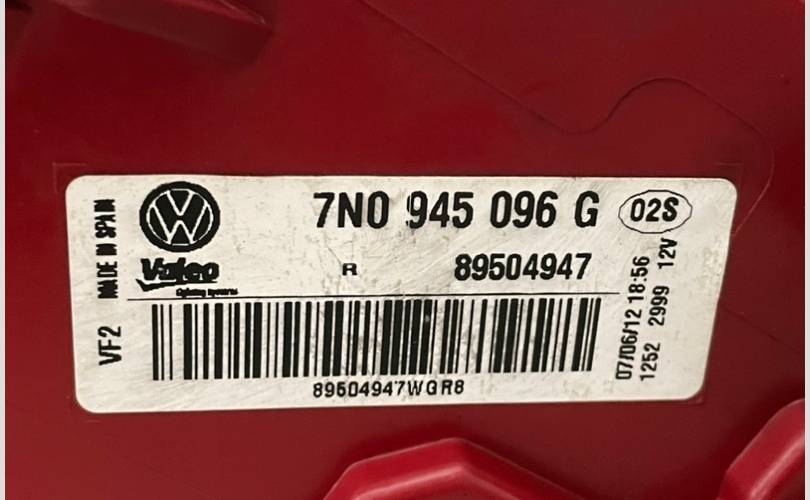 7N0 945 096 G 02S
MADE IN SPAIN
Valeo
R 89504947
VF2
89504947WGR8
07/06/12 18:56
1252 2999 12V